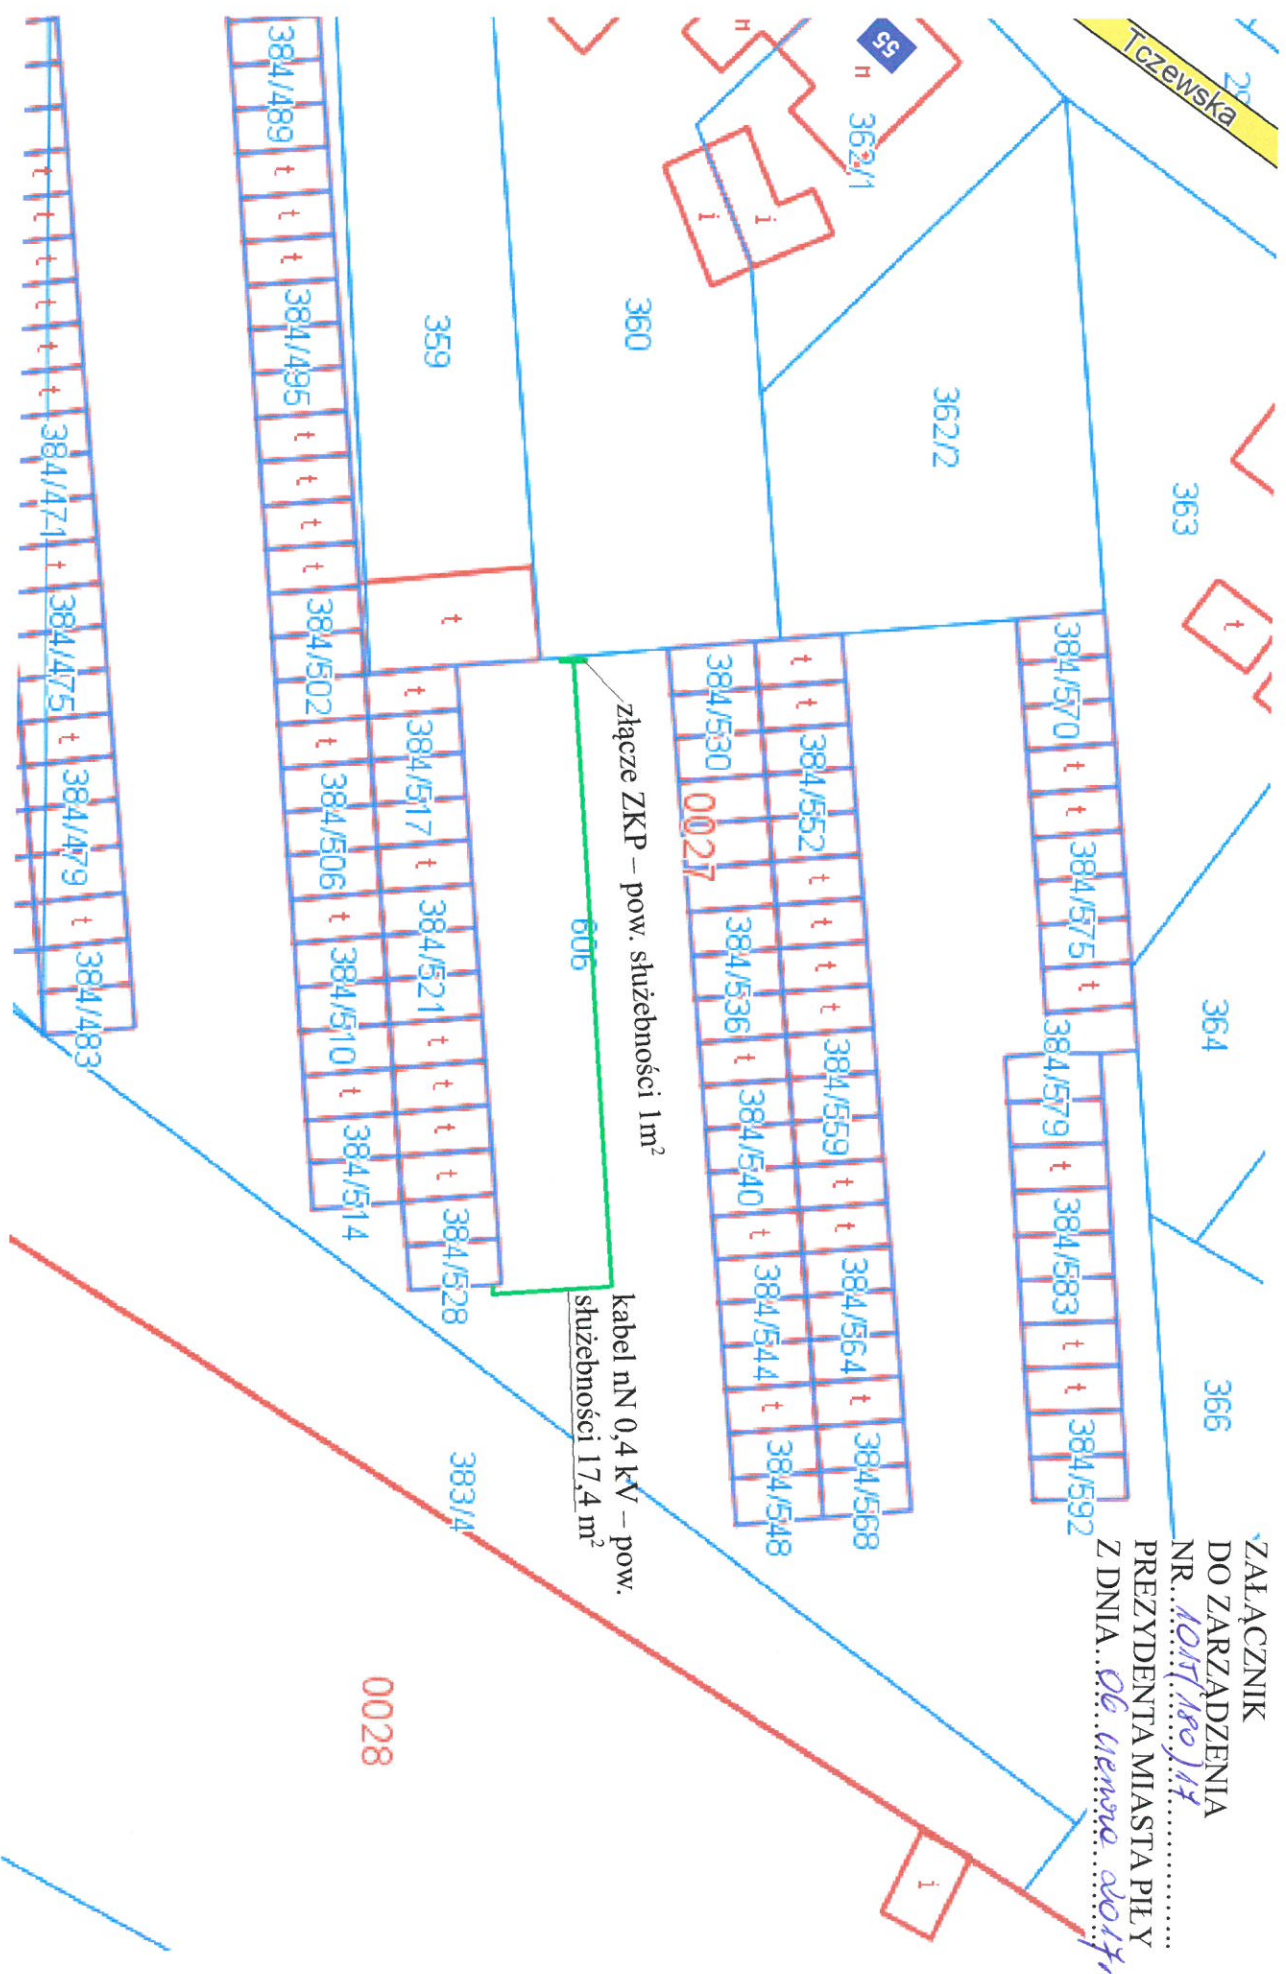 ZAŁĄCZNIK
DO ZARZĄDZENIA
NR. 1015(180)17
PREZYDENTA MIASTA PIŁY
Z DNIA 06 czerwca 2017r
Tczewska
55
H
H
362/1
i
i
360
359
362/2
363
364
366
t
t
384/570
t
t
384/575
t
384/579
t
384/583
t
t
384/592
t
t
384/552
t
t
t
t
384/559
t
t
384/564
t
384/568
384/530
0027
384/536
t
384/540
t
384/544
t
384/548
złącze ZKP – pow. służebności 1m²
606
kabel nN 0,4 kV – pow.
służebności 17,4 m²
t
384/517
t
384/521
t
t
t
384/528
384/489
t
t
t
384/495
t
t
t
t
384/502
t
384/506
t
384/510
t
384/514
t
t
t
t
t
t
384/471
t
384/475
t
384/479
t
384/483
383/4
0028
i